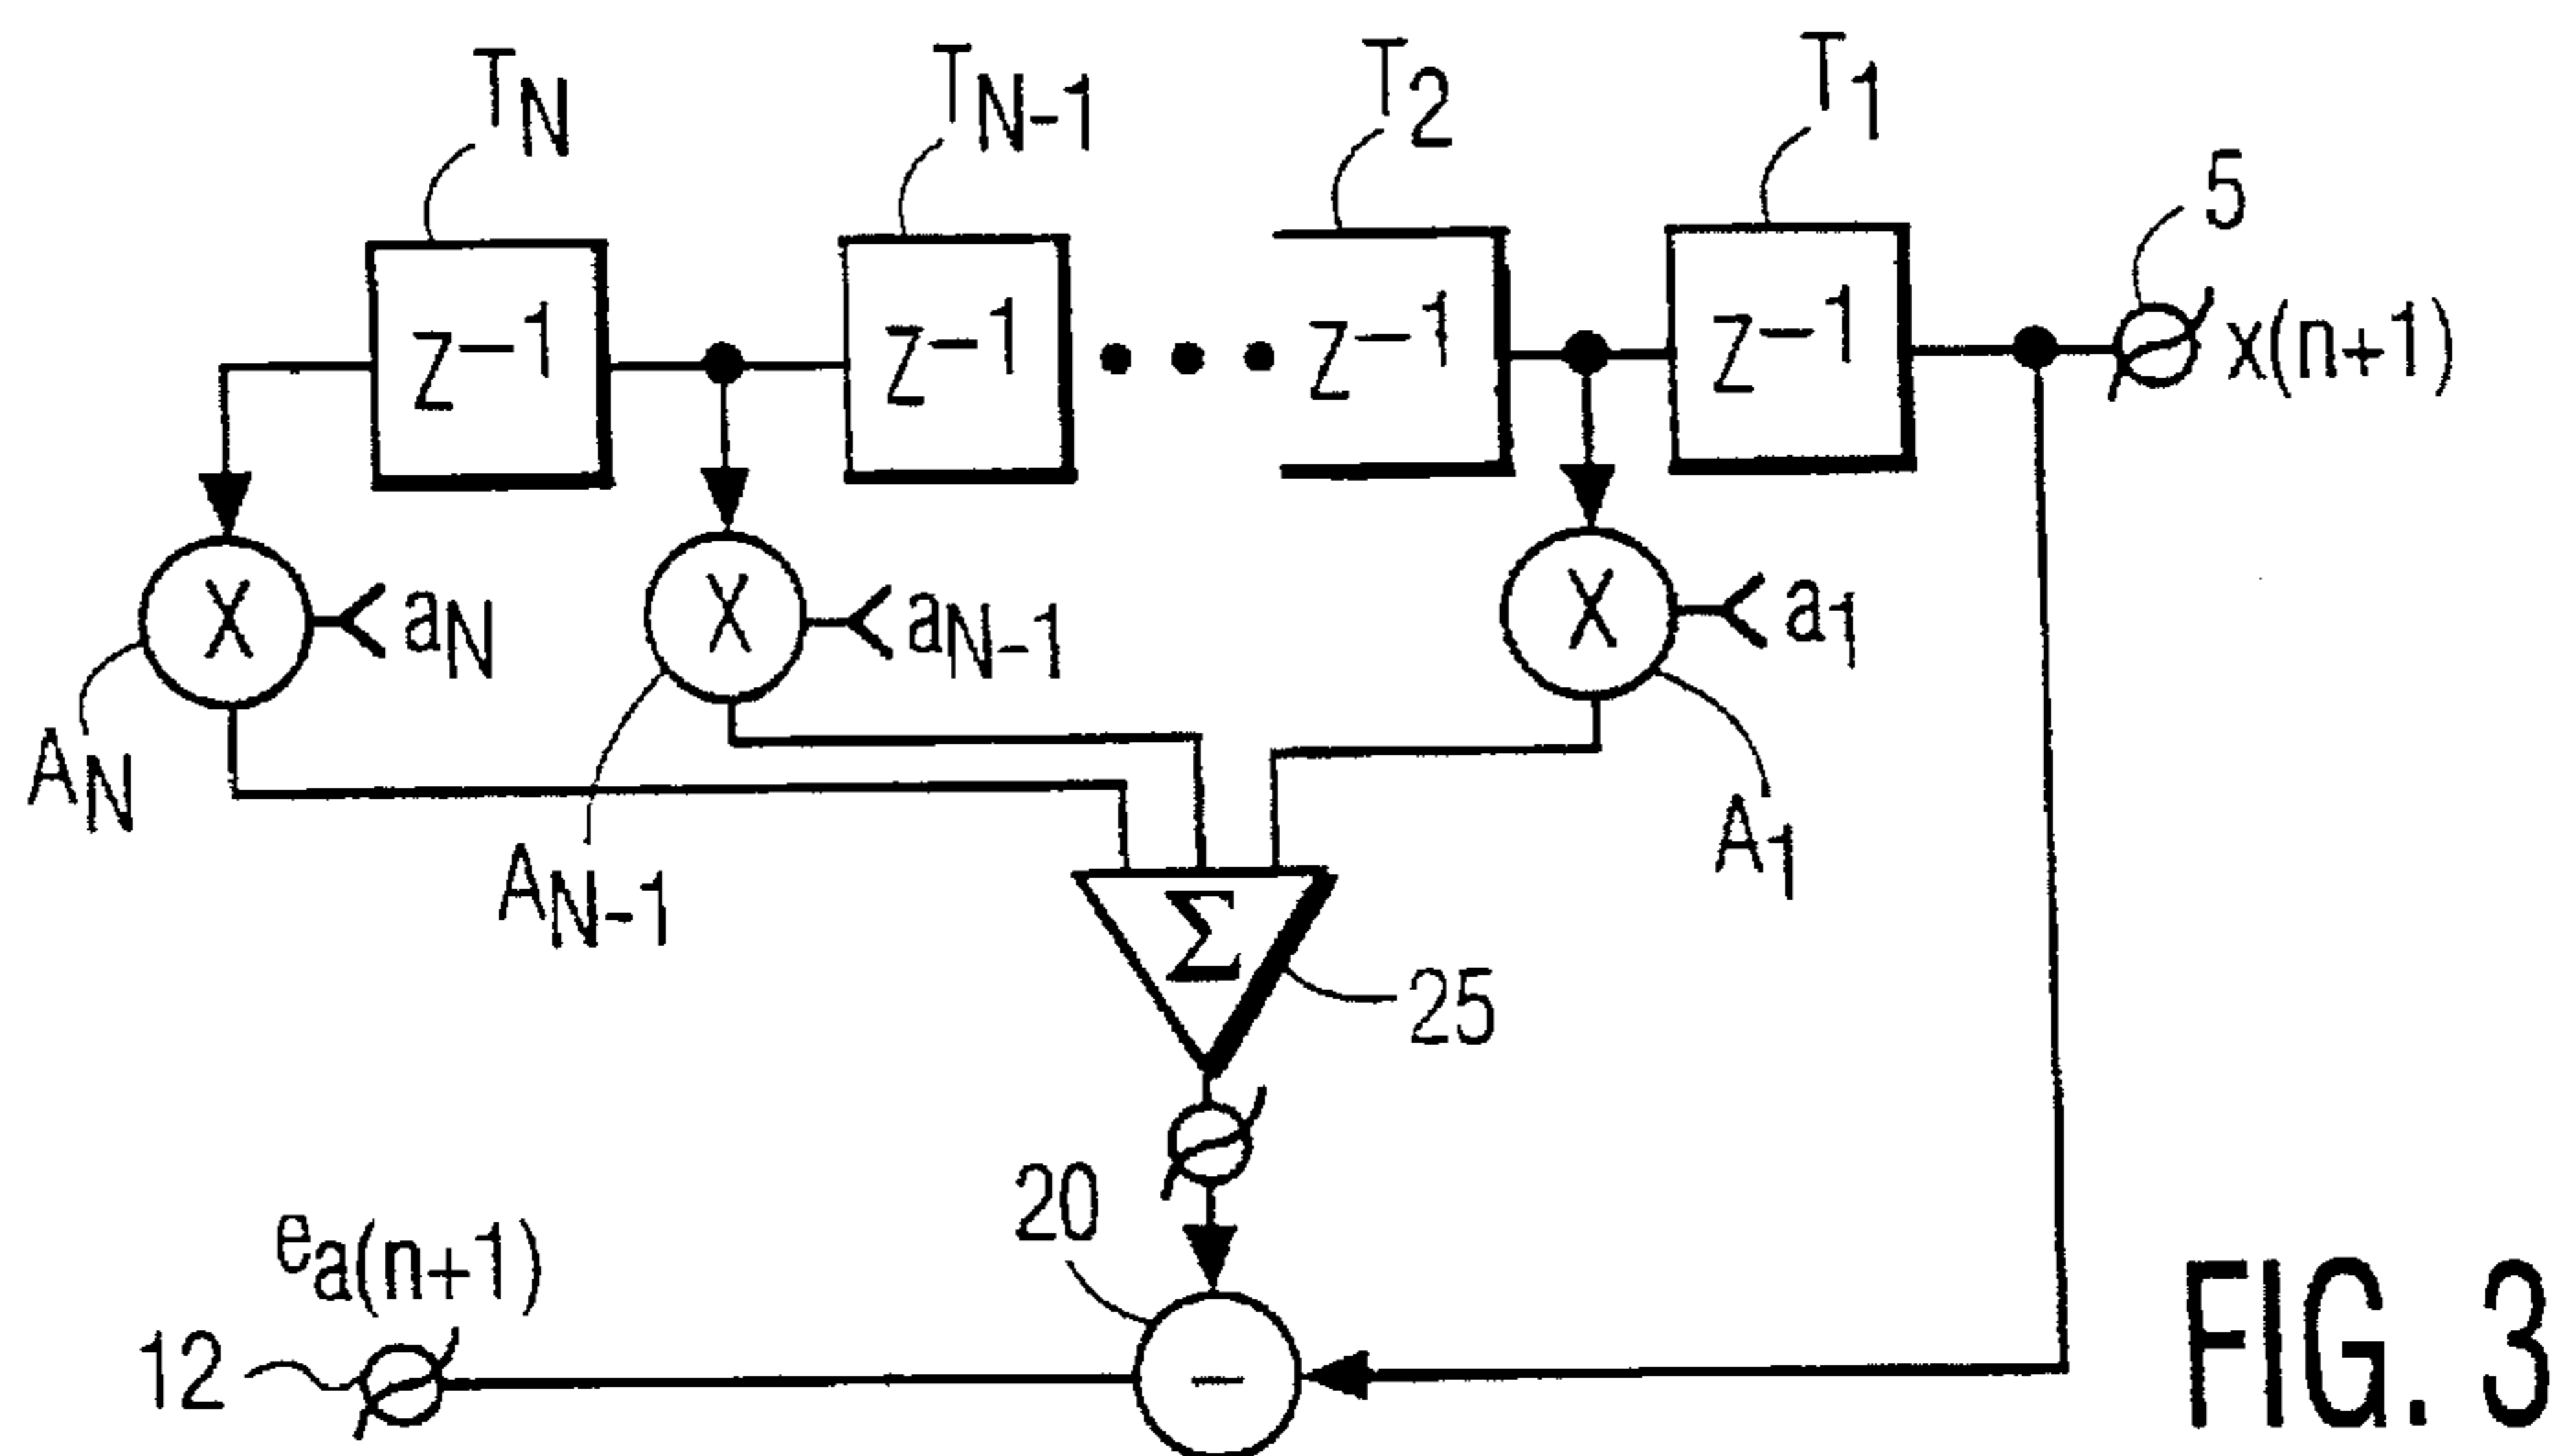 T_N T_N-1 T_2 T_1
5
z^-1 z^-1 • • • z^-1 z^-1 x(n+1)
X a_N X a_N-1 X a_1
A_N A_N-1 A_1
Σ
25
20
e_a(n+1)
12
−
FIG. 3